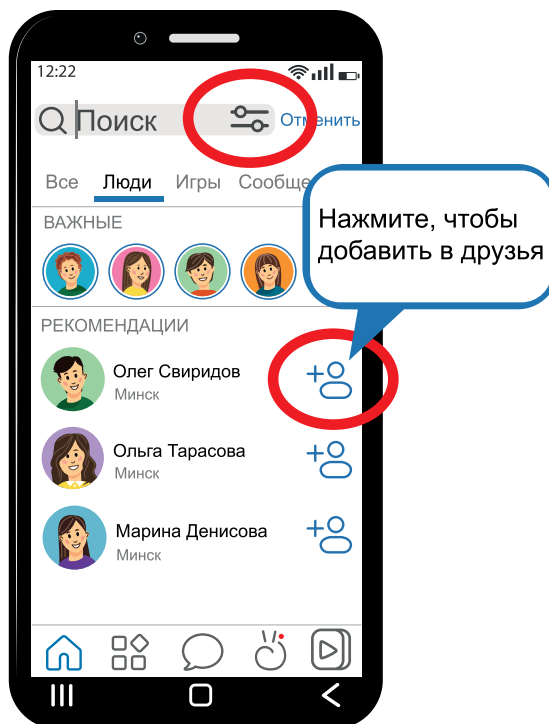 12:22
Поиск
Отменить
Все Люди Игры Сообще
Нажмите, чтобы
добавить в друзья
ВАЖНЫЕ
РЕКОМЕНДАЦИИ
Олег Свиридов
Минск
Ольга Тарасова
Минск
Марина Денисова
Минск